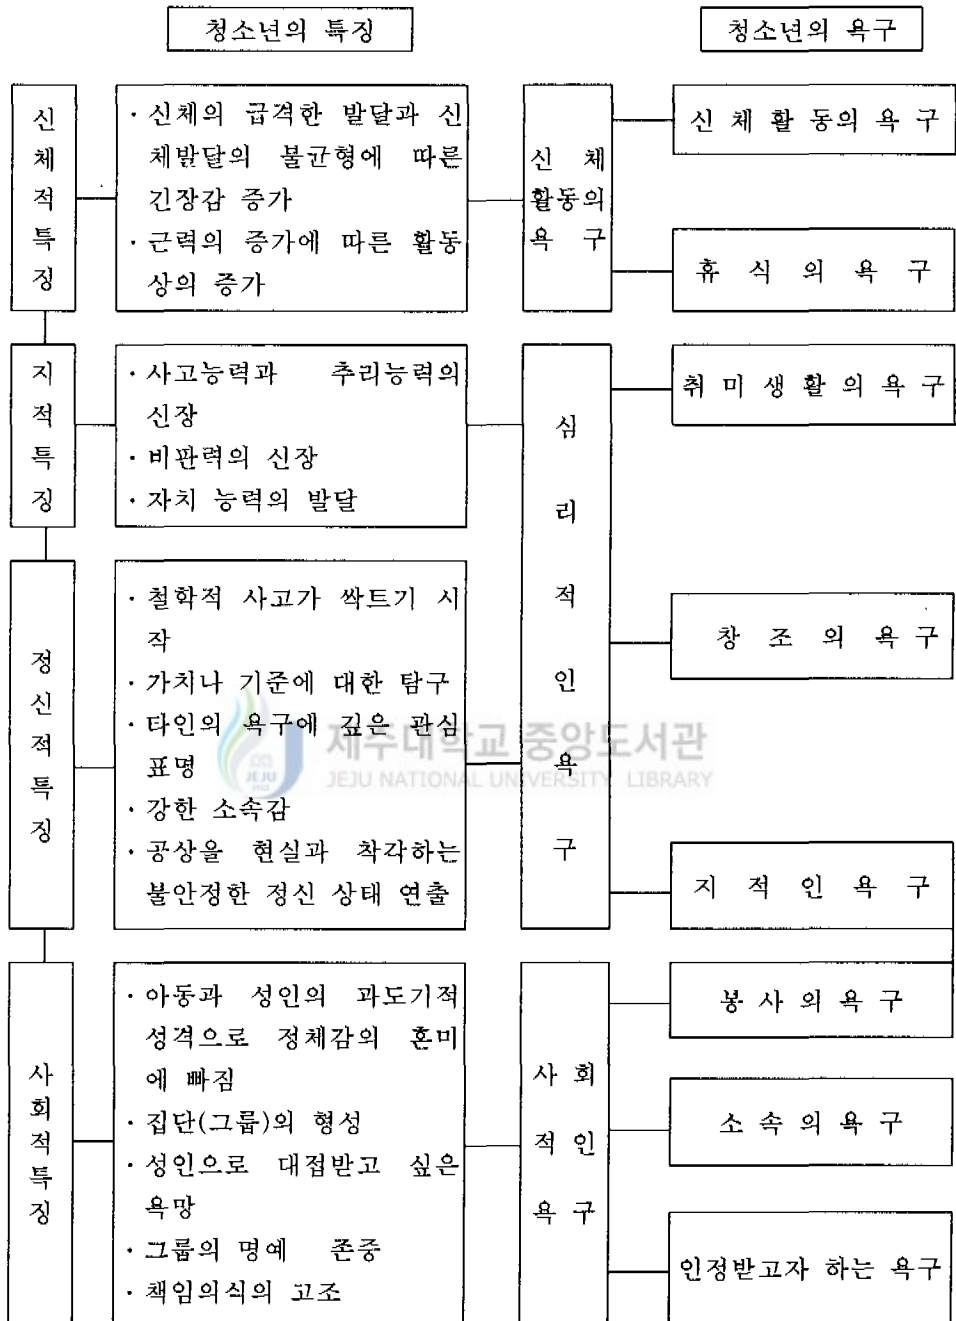 청소년의 특징
청소년의 욕구
신체적특징
· 신체의 급격한 발달과 신
체발달의 불균형에 따른
긴장감 증가
· 근력의 증가에 따른 활동
상의 증가
신 체
활동의
욕 구
신 체 활 동의 욕 구
휴 식 의 욕 구
지적특징
· 사고능력과 추리능력의
신장
· 비판력의 신장
· 자치 능력의 발달
심리적인욕구
취 미 생 활 의 욕 구
정신적특징
· 철학적 사고가 싹트기 시
작
· 가치나 기준에 대한 탐구
· 타인의 욕구에 깊은 관심
표명
· 강한 소속감
· 공상을 현실과 착각하는
불안정한 정신 상태 연출
창 조 의 욕 구
지 적 인 욕 구
제주대학교 중앙도서관
JEJU NATIONAL UNIVERSITY LIBRARY
JEJU
사회적특징
· 아동과 성인의 과도기적
성격으로 정체감의 혼미
에 빠짐
· 집단(그룹)의 형성
· 성인으로 대접받고 싶은
욕망
· 그룹의 명예 존중
· 책임의식의 고조
사 회
적 인
욕 구
봉 사 의 욕 구
소 속 의 욕 구
인정받고자 하는 욕구